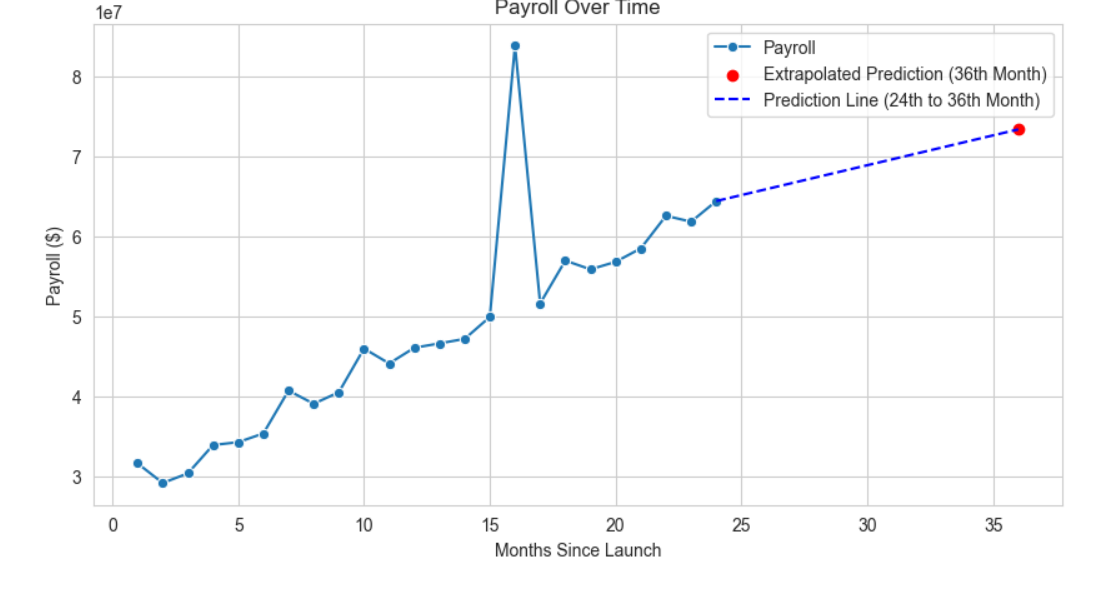 Payroll Over Time
1e7
Payroll
Extrapolated Prediction (36th Month)
Prediction Line (24th to 36th Month)
8
7
6
5
4
3
Payroll ($)
0 5 10 15 20 25 30 35
Months Since Launch